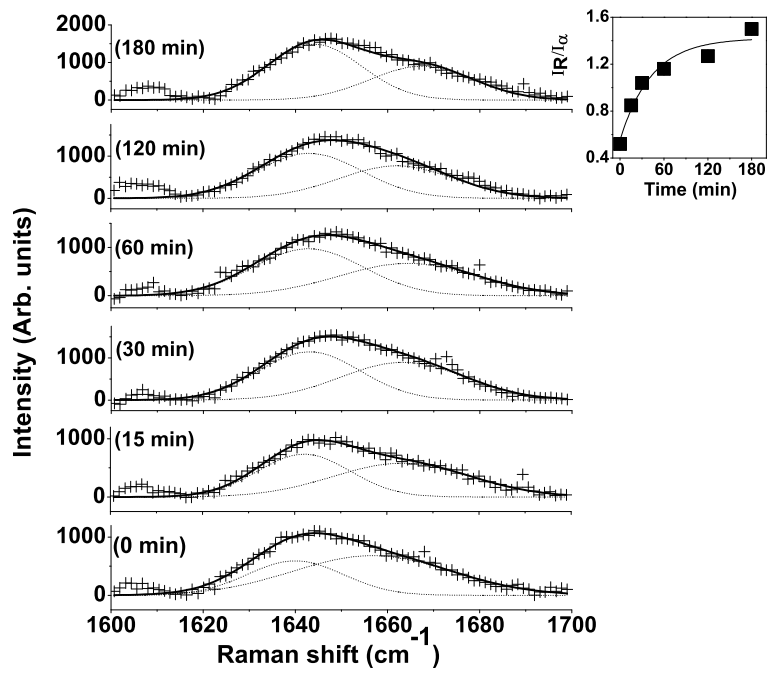 2000
(180 min)
1000
0
(120 min)
1000
0
(60 min)
1000
0
(30 min)
1000
0
1000
(15 min)
0
1000
(0 min)
0
1600 1620 1640 1660 1680 1700
Raman shift (cm-1)
Intensity (Arb. units)
1.6
1.2
0.8
0.4
IR/Iα
0 60 120 180
Time (min)